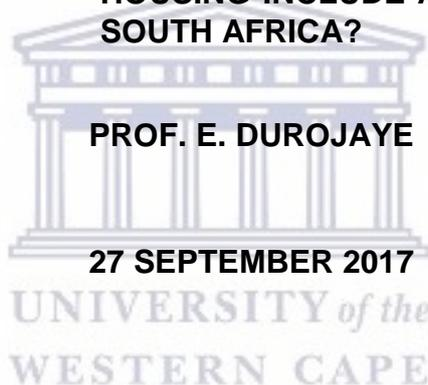 HOUSING INCLUDE
SOUTH AFRICA?
PROF. E. DUROJAYE
27 SEPTEMBER 2017
UNIVERSITY of the
WESTERN CAPE